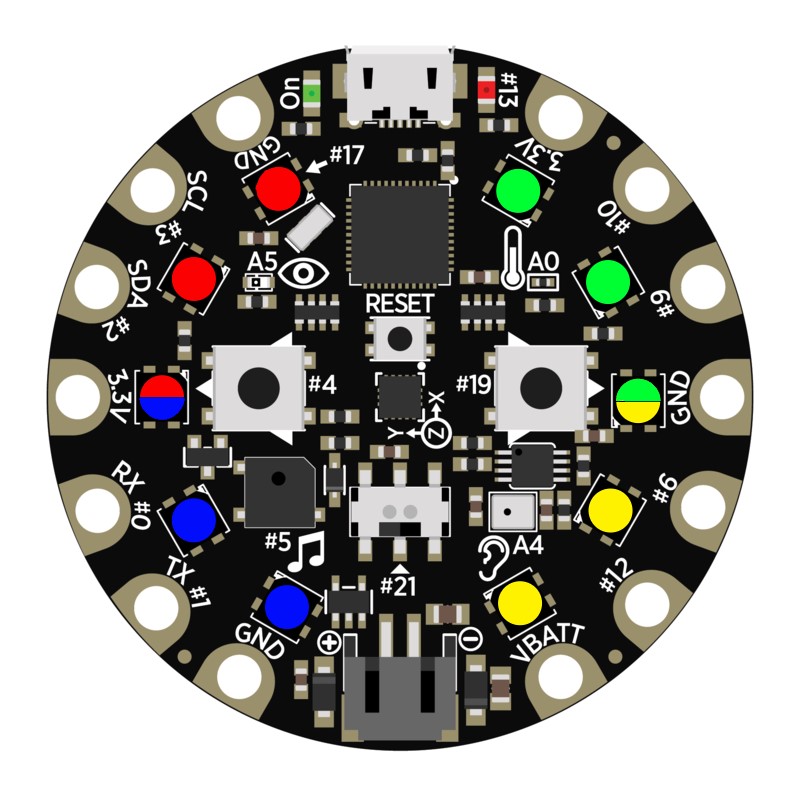 On
#13
GND
#17
3.3V
SCL
#3
#10
A5
A0
SDA
#2
#9
RESET
3.3V
#4
#19
GND
X
Y
Z
RX
#0
#6
#5
A4
TX
#1
#21
#12
GND
VBATT